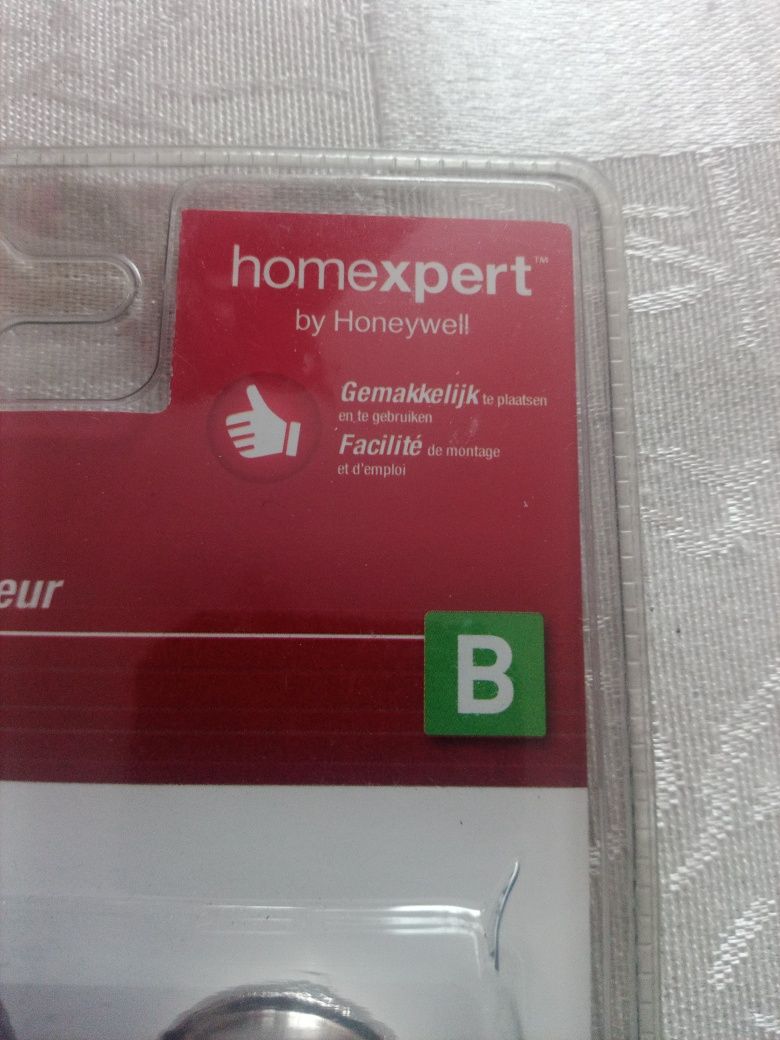 homexpert™
by Honeywell
Gemakkelijk te plaatsen
en te gebruiken
Facilité de montage
et d'emploi
eur
B